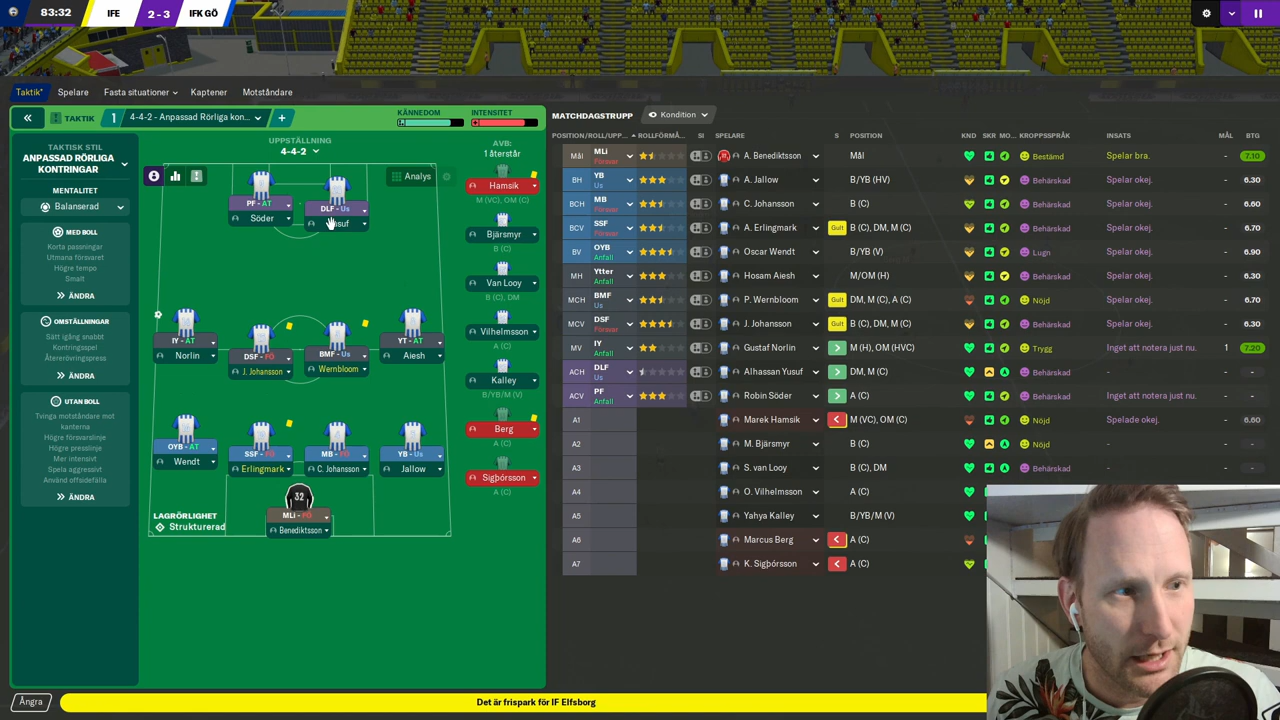 83:32 IFE 2 - 3 IFK GÖ
Taktik* Spelare Fasta situationer Kaptener Motståndare
TAKTIK 1 4-4-2 - Anpassad Rörliga kon... KÄNNEDOM INTENSITET
TAKTISK STIL
ANPASSAD RÖRLIGA
KONTRINGAR
MENTALITET
Balanserad
MED BOLL
Korta passningar
Utmana försvaret
Högre tempo
Smalt
ÄNDRA
OMSTÄLLNINGAR
Sätt igång snabbt
Kontringsspel
Återerövringspress
ÄNDRA
UTAN BOLL
Tvinga motståndare mot
kanterna
Högre försvarslinje
Högre presslinje
Mer intensivt
Spela aggressivt
Använd offsidefälla
ÄNDRA
UPPSTÄLLNING
4-4-2
Analys
PF - AT DLF - Us
Söder
IY - AT DSF - FÖ BMF - Us YT - AT
Norlin J. Johansson Wernbloom Aiesh
OYB - AT SSF - FÖ MB - FÖ YB - Us
Wendt Erlingmark C. Johansson Jallow
32
MLi - FÖ
Benediktsson
LAGRÖRLIGHET
Strukturerad
AVB:
1 återstår
Hamsik
M (VC), OM (C)
Bjärsmyr
B (C)
Van Looy
B (C), DM
Vilhelmsson
A (C)
Kalley
B/YB/M (V)
Berg
A (C)
Sigþórsson
A (C)
MATCHDAGSTRUPP Kondition
POSITION/ROLL/UPP... ROLLFÖRMÅ... SI SPELARE S POSITION KND SKR MO... KROPPSSPRÅK INSATS MÅL BTG
Mål MLi Försvar A. Benediktsson Mål Bestämd Spelar bra. - 7.10
BH YB Us A. Jallow B/YB (HV) Behärskad Spelar okej. - 6.30
BCH MB Försvar C. Johansson B (C) Behärskad Spelar okej. - 6.60
BCV SSF Försvar A. Erlingmark Gult B (C), DM, M (C) Behärskad Spelar okej. - 6.70
BV OYB Anfall Oscar Wendt B/YB (V) Lugn Spelar okej. - 6.90
MH Ytter Anfall Hosam Aiesh M/OM (H) Behärskad Spelar okej. - 6.30
MCH BMF Us P. Wernbloom Gult DM, M (C), A (C) Nöjd Spelar okej. - 6.70
MCV DSF Försvar J. Johansson Gult B (C), DM, M (C) Behärskad Spelar okej. - 6.30
MV IY Anfall Gustaf Norlin M (H), OM (HVC) Trygg Inget att notera just nu. 1 7.20
ACH DLF Us Alhassan Yusuf DM, M (C) Behärskad - - -
ACV PF Anfall Robin Söder A (C) Behärskad Inget att notera just nu. - -
A1 Marek Hamsik M (VC), OM (C) Nöjd Spelade okej. - 6.60
A2 M. Bjärsmyr B (C) Nöjd - -
A3 S. van Looy B (C), DM Behärskad - -
A4 O. Vilhelmsson A (C)
A5 Yahya Kalley B/YB/M (V)
A6 Marcus Berg A (C)
A7 K. Sigþórsson A (C)
Ångra Det är frispark för IF Elfsborg